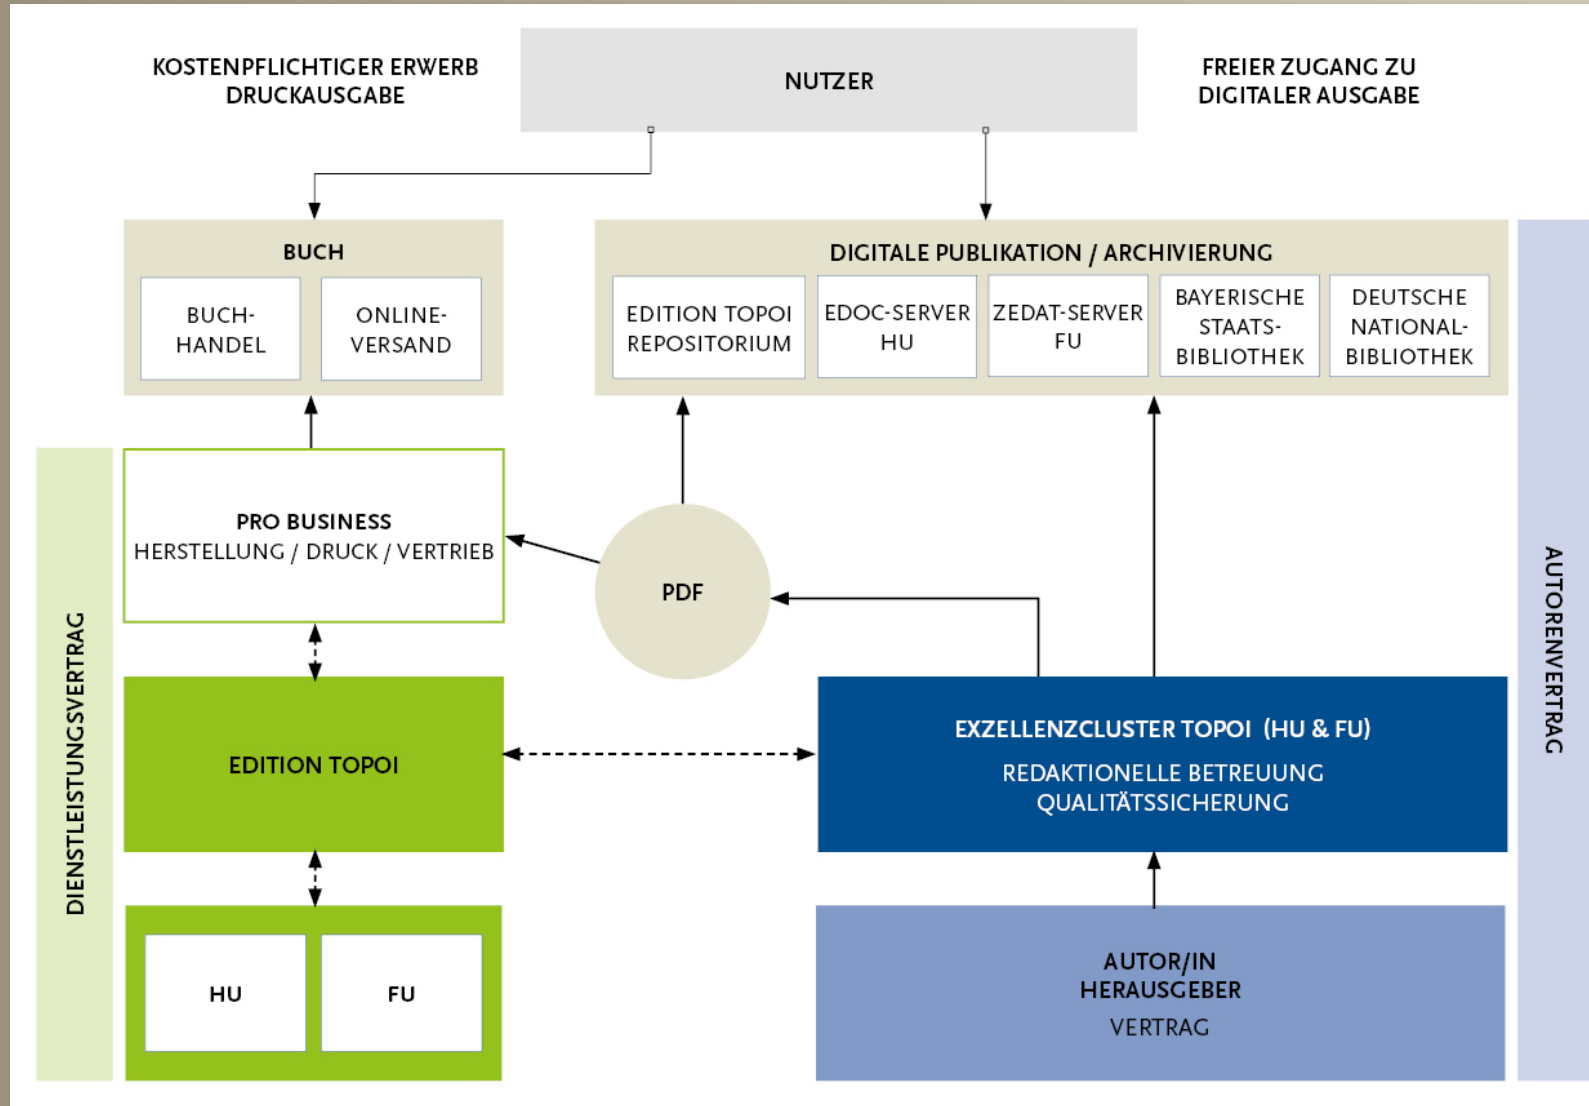 KOSTENPFLICHTIGER ERWERB
DRUCKAUSGABE
NUTZER
FREIER ZUGANG ZU
DIGITALER AUSGABE
BUCH
BUCH-
HANDEL
ONLINE-
VERSAND
DIGITALE PUBLIKATION / ARCHIVIERUNG
EDITION TOPOI
REPOSITORIUM
EDOC-SERVER
HU
ZEDAT-SERVER
FU
BAYERISCHE
STAATS-
BIBLIOTHEK
DEUTSCHE
NATIONAL-
BIBLIOTHEK
PRO BUSINESS
HERSTELLUNG / DRUCK / VERTRIEB
PDF
DIENSTLEISTUNGSVERTRAG
AUTORENVERTRAG
EDITION TOPOI
EXZELLENZCLUSTER TOPOI (HU & FU)
REDAKTIONELLE BETREUUNG
QUALITÄTSSICHERUNG
HU
FU
AUTOR/IN
HERAUSGEBER
VERTRAG